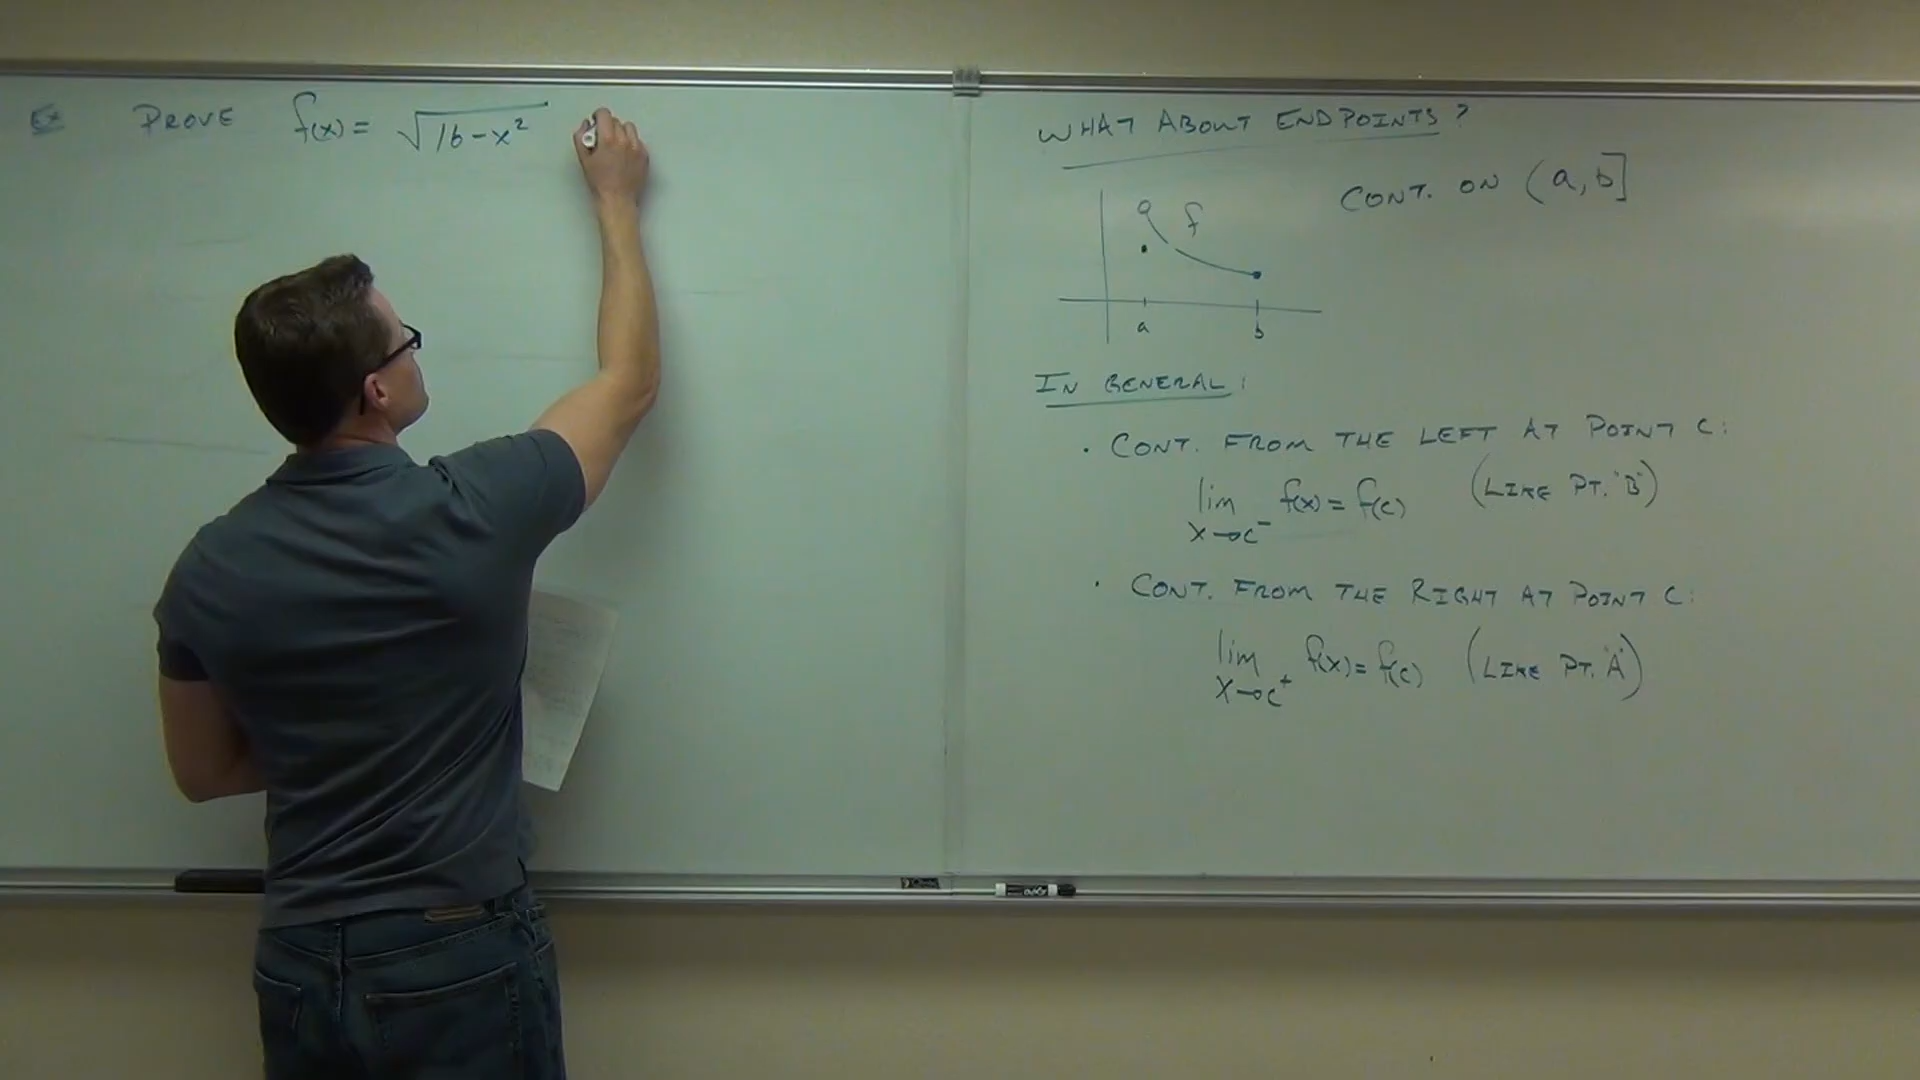 Ex PROVE f(x) = √16-x²
WHAT ABOUT ENDPOINTS?
CONT. ON (a, b]
f
a b
IN GENERAL:
• CONT. FROM THE LEFT AT POINT C:
lim f(x) = f(c) (LIKE PT. "B")
x→c⁻
• CONT. FROM THE RIGHT AT POINT C:
lim f(x) = f(c) (LIKE PT. "A")
x→c⁺
EXPO